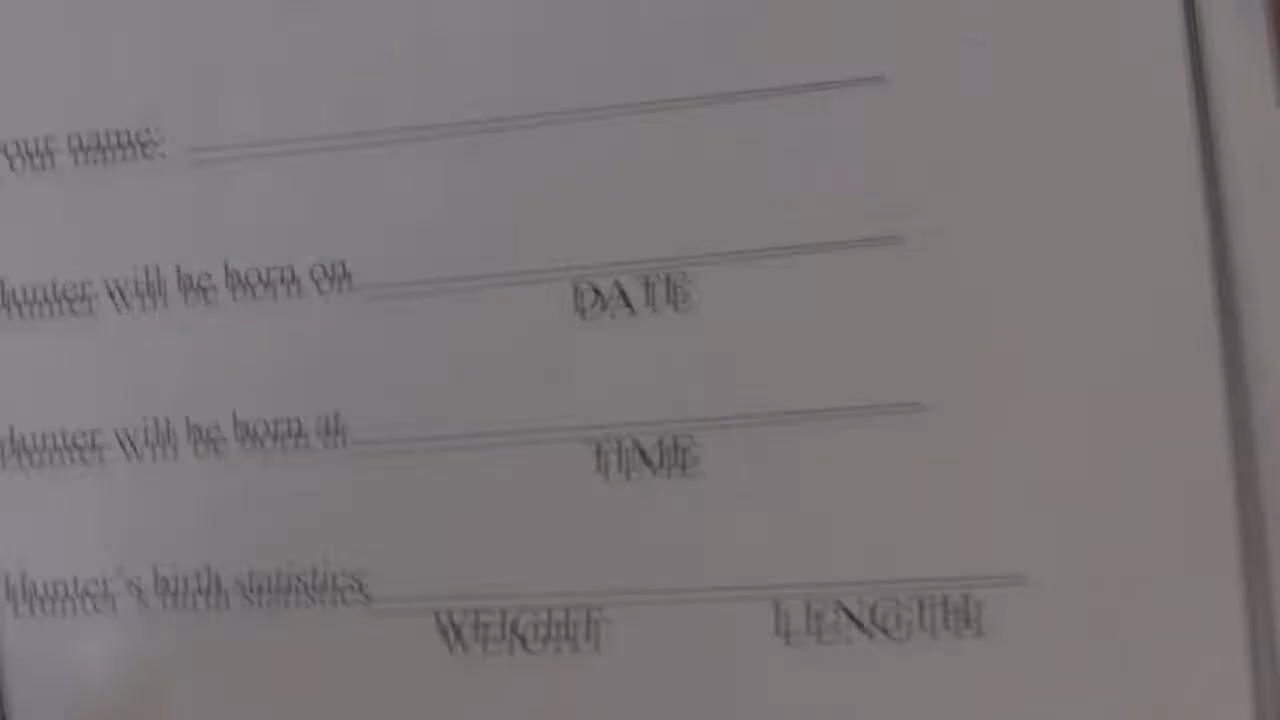 our name:
Hunter will be born on
DATE
Hunter will be born at
TIME
Hunter's birth statistics
WEIGHT LENGTH